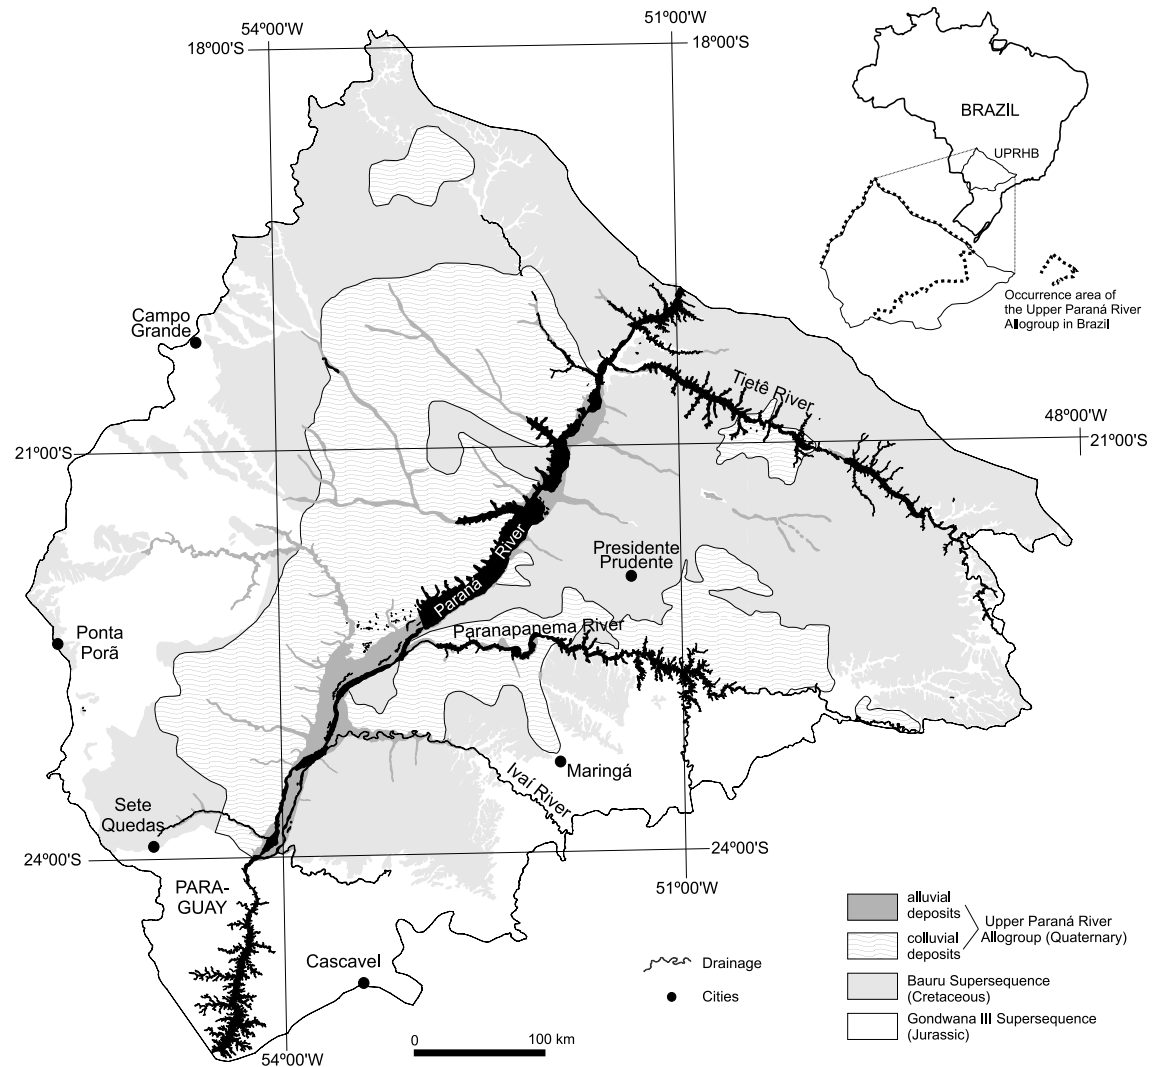 54º00'W
51º00'W
18º00'S
18º00'S
BRAZIL
UPRHB
Occurrence area of
the Upper Paraná River
Allogroup in Brazil
Campo
Grande
Tietê River
48º00'W
21º00'S
21º00'S
Paraná River
Presidente
Prudente
Ponta
Porã
Paranapanema River
Maringá
Ivaí River
Sete
Quedas
24º00'S
24º00'S
51º00'W
PARA-
GUAY
Cascavel
54º00'W
Drainage
Cities
0
100 km
alluvial
deposits
colluvial
deposits
Upper Paraná River
Allogroup (Quaternary)
Bauru Supersequence
(Cretaceous)
Gondwana III Supersequence
(Jurassic)